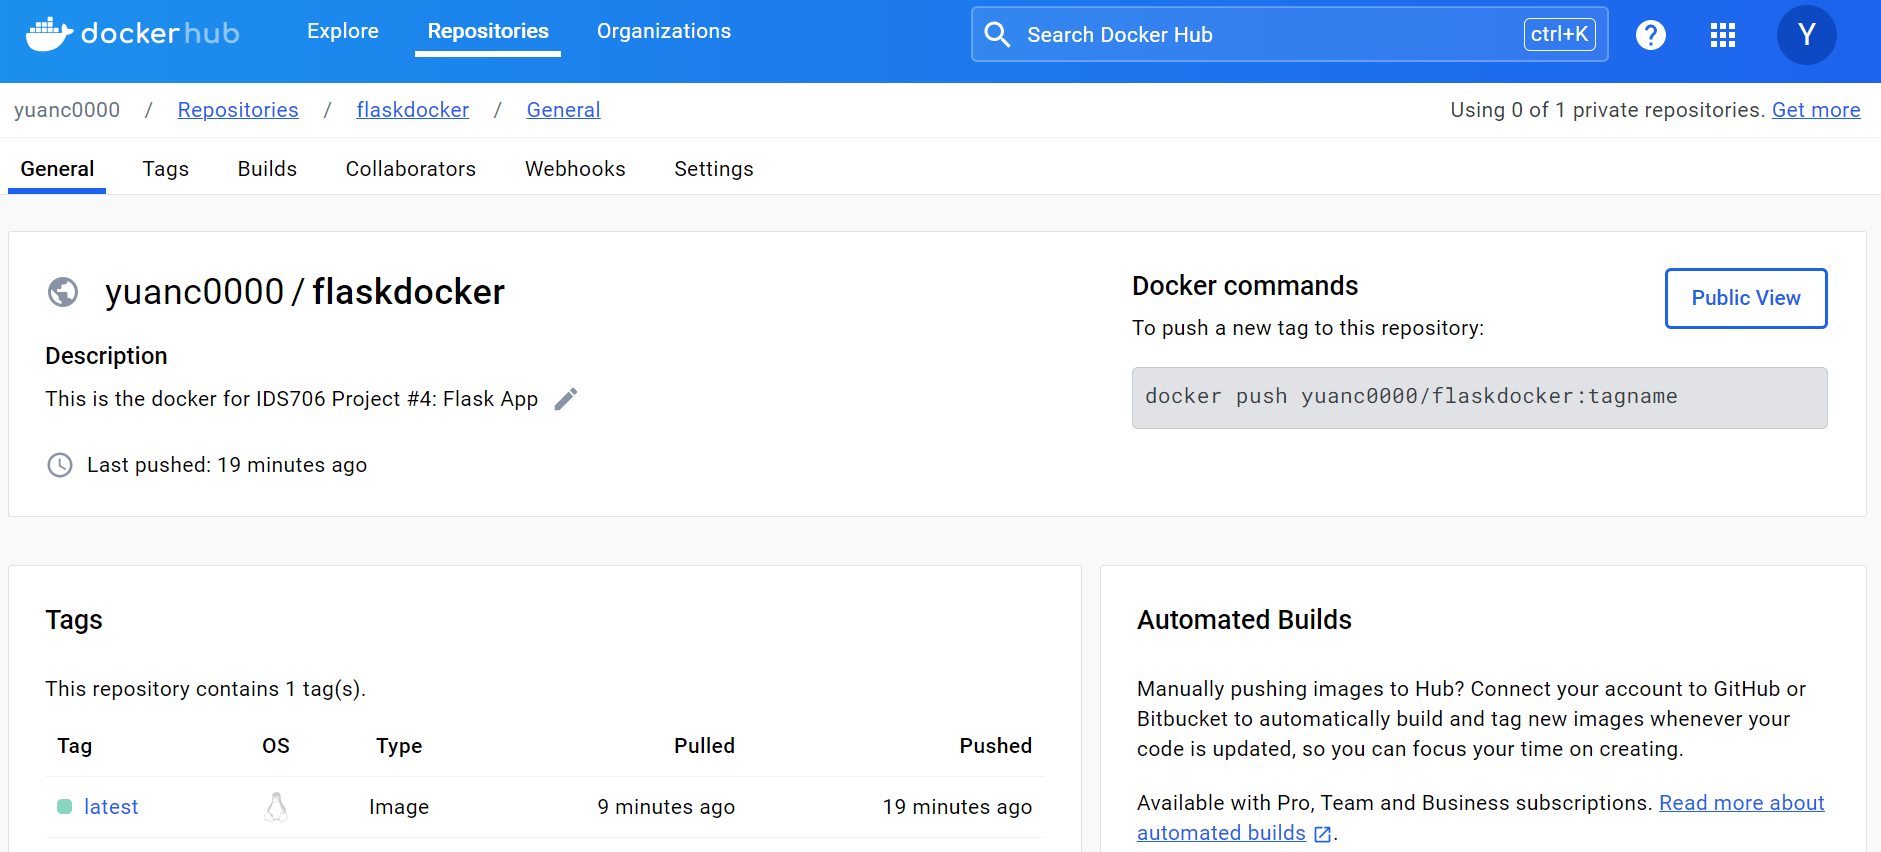 docker hub
Explore
Repositories
Organizations
Search Docker Hub
ctrl+K
?
Y
yuanc0000 / Repositories / flaskdocker / General
Using 0 of 1 private repositories. Get more
General
Tags
Builds
Collaborators
Webhooks
Settings
yuanc0000 / flaskdocker
Description
This is the docker for IDS706 Project #4: Flask App
Last pushed: 19 minutes ago
Docker commands
Public View
To push a new tag to this repository:
docker push yuanc0000/flaskdocker:tagname
Tags
This repository contains 1 tag(s).
Tag OS Type Pulled Pushed
latest Image 9 minutes ago 19 minutes ago
Automated Builds
Manually pushing images to Hub? Connect your account to GitHub or
Bitbucket to automatically build and tag new images whenever your
code is updated, so you can focus your time on creating.
Available with Pro, Team and Business subscriptions. Read more about
automated builds .